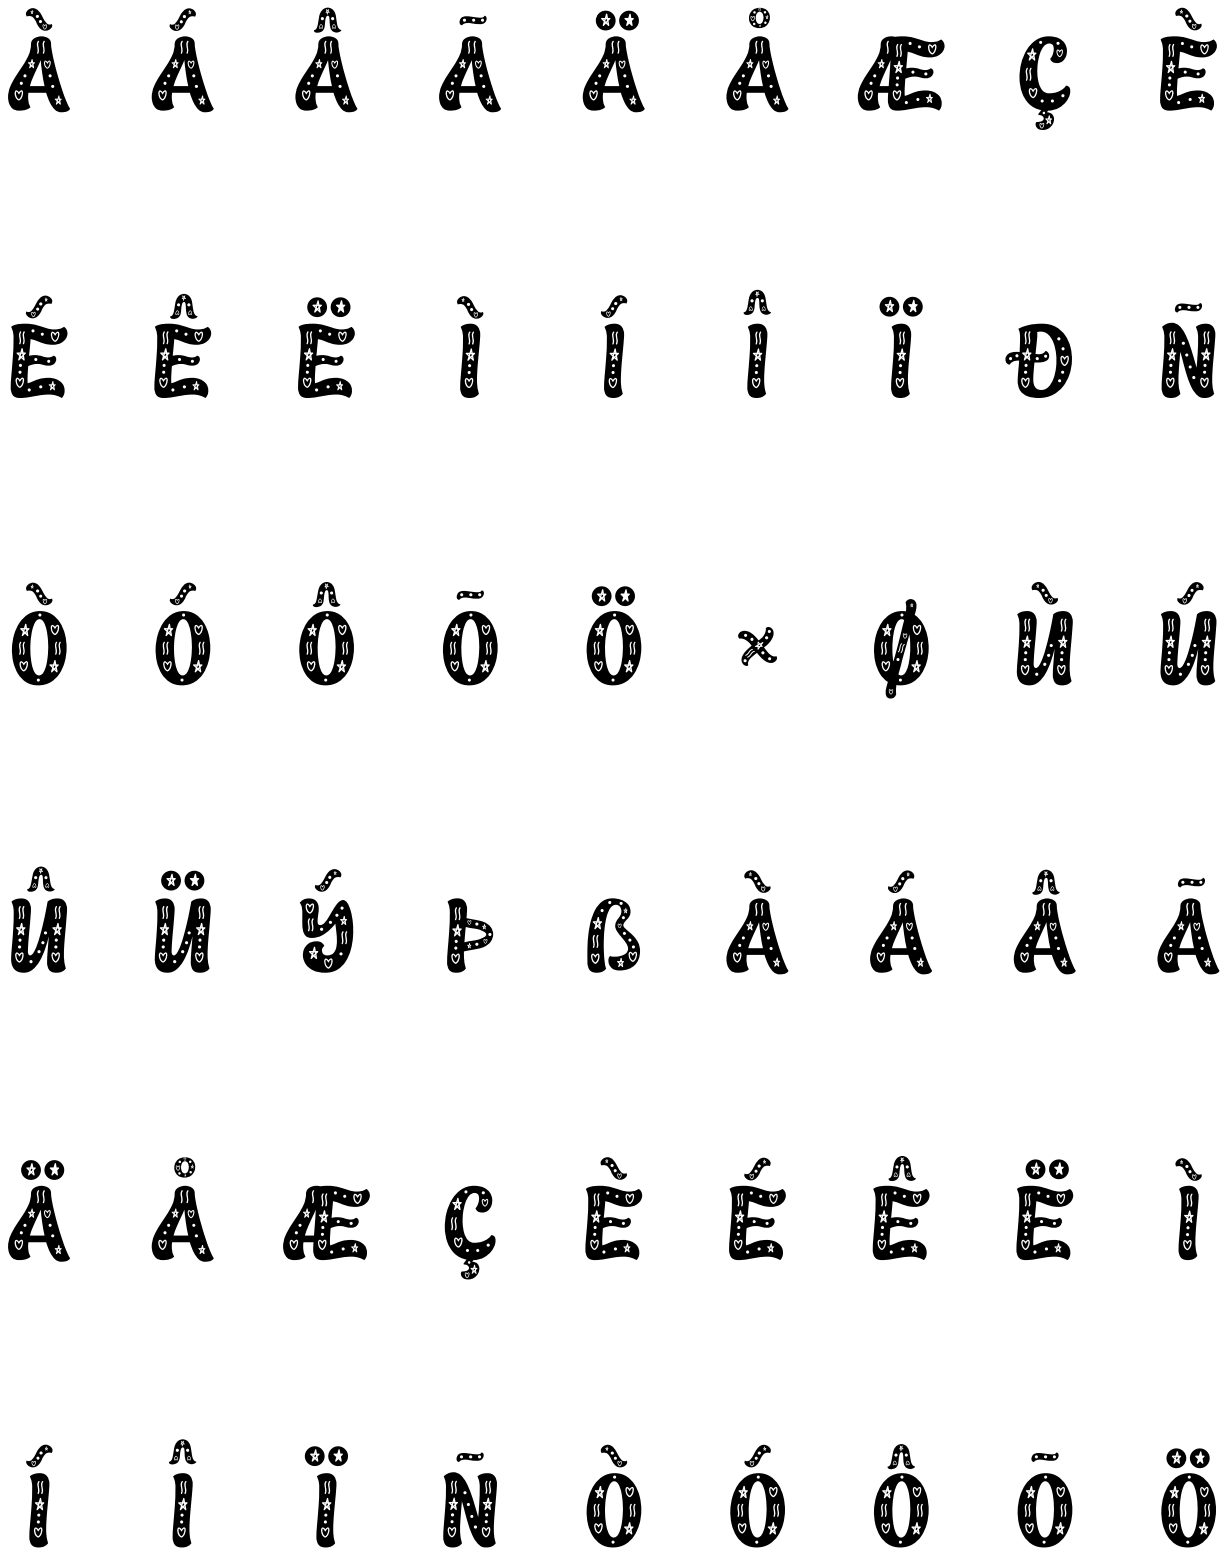 À Á Â Ã Ä Å Æ Ç È
É Ê Ë Ì Í Î Ï Ð Ñ
Ò Ó Ô Õ Ö × Ø Ù Ú
Û Ü Ý Þ ß À Á Â Ã
Ä Å Æ Ç È É Ê Ë Ì
Í Î Ï Ñ Ò Ó Ô Õ Ö